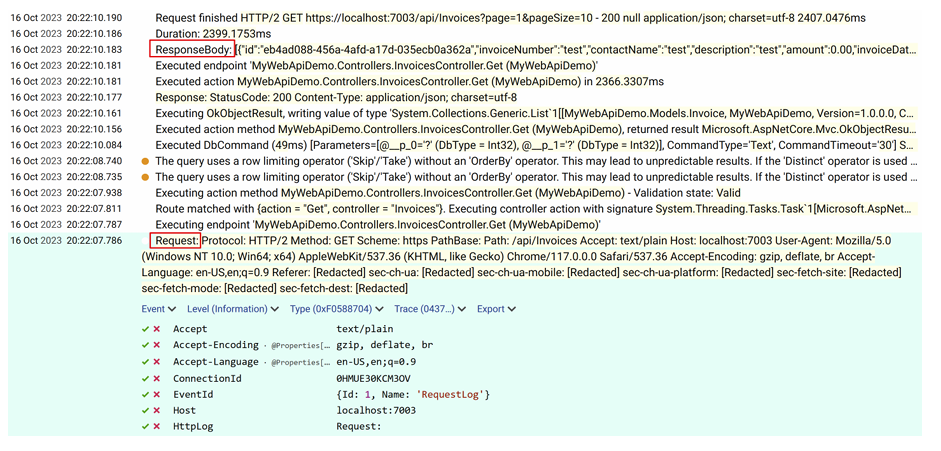 16 Oct 2023 20:22:10.190 Request finished HTTP/2 GET https://localhost:7003/api/Invoices?page=1&pageSize=10 - 200 null application/json; charset=utf-8 2407.0476ms
16 Oct 2023 20:22:10.186 Duration: 2399.1753ms
16 Oct 2023 20:22:10.183 ResponseBody: [{"id":"eb4ad088-456a-4afd-a17d-035ecb0a362a","invoiceNumber":"test","contactName":"test","description":"test","amount":0.00,"invoiceDat…
16 Oct 2023 20:22:10.181 Executed endpoint 'MyWebApiDemo.Controllers.InvoicesController.Get (MyWebApiDemo)'
16 Oct 2023 20:22:10.181 Executed action MyWebApiDemo.Controllers.InvoicesController.Get (MyWebApiDemo) in 2366.3307ms
16 Oct 2023 20:22:10.177 Response: StatusCode: 200 Content-Type: application/json; charset=utf-8
16 Oct 2023 20:22:10.161 Executing OkObjectResult, writing value of type 'System.Collections.Generic.List`1[[MyWebApiDemo.Models.Invoice, MyWebApiDemo, Version=1.0.0.0, C…
16 Oct 2023 20:22:10.156 Executed action method MyWebApiDemo.Controllers.InvoicesController.Get (MyWebApiDemo), returned result Microsoft.AspNetCore.Mvc.OkObjectResu…
16 Oct 2023 20:22:10.084 Executed DbCommand (49ms) [Parameters=[@__p_0='?' (DbType = Int32), @__p_1='?' (DbType = Int32)], CommandType='Text', CommandTimeout='30'] S…
16 Oct 2023 20:22:08.740 The query uses a row limiting operator ('Skip'/'Take') without an 'OrderBy' operator. This may lead to unpredictable results. If the 'Distinct' operator is used …
16 Oct 2023 20:22:08.735 The query uses a row limiting operator ('Skip'/'Take') without an 'OrderBy' operator. This may lead to unpredictable results. If the 'Distinct' operator is used …
16 Oct 2023 20:22:07.938 Executing action method MyWebApiDemo.Controllers.InvoicesController.Get (MyWebApiDemo) - Validation state: Valid
16 Oct 2023 20:22:07.811 Route matched with {action = "Get", controller = "Invoices"}. Executing controller action with signature System.Threading.Tasks.Task`1[Microsoft.AspNet…
16 Oct 2023 20:22:07.787 Executing endpoint 'MyWebApiDemo.Controllers.InvoicesController.Get (MyWebApiDemo)'
16 Oct 2023 20:22:07.786 Request: Protocol: HTTP/2 Method: GET Scheme: https PathBase: Path: /api/Invoices Accept: text/plain Host: localhost:7003 User-Agent: Mozilla/5.0
(Windows NT 10.0; Win64; x64) AppleWebKit/537.36 (KHTML, like Gecko) Chrome/117.0.0.0 Safari/537.36 Accept-Encoding: gzip, deflate, br Accept-
Language: en-US,en;q=0.9 Referer: [Redacted] sec-ch-ua: [Redacted] sec-ch-ua-mobile: [Redacted] sec-ch-ua-platform: [Redacted] sec-fetch-site: [Redacted]
sec-fetch-mode: [Redacted] sec-fetch-dest: [Redacted]
Event Level (Information) Type (0xF0588704) Trace (0437…) Export
Accept text/plain
Accept-Encoding · @Properties[… gzip, deflate, br
Accept-Language · @Properties[… en-US,en;q=0.9
ConnectionId 0HMUE30KCM3OV
EventId {Id: 1, Name: 'RequestLog'}
Host localhost:7003
HttpLog Request: